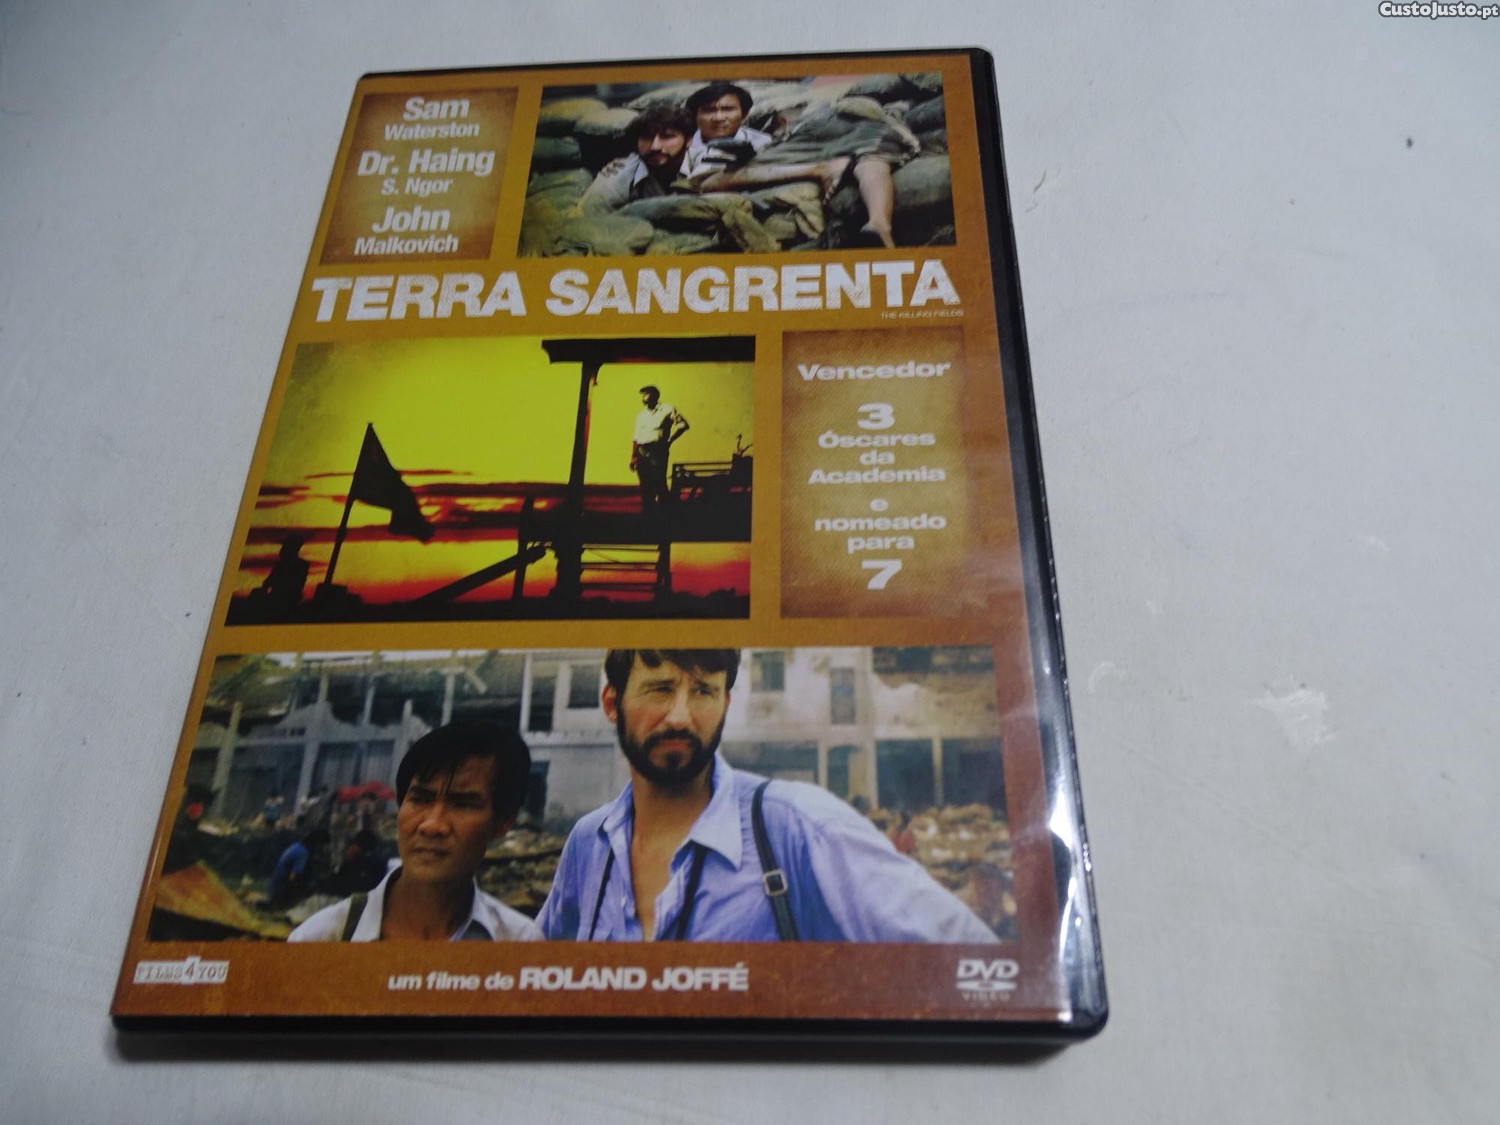 CustoJusto.pt
Sam
Waterston
Dr. Haing
S. Ngor
John
Malkovich
TERRA SANGRENTA
THE KILLING FIELDS
Vencedor
3
Óscares
da
Academia
e
nomeado
para
7
FILMS4YOU
um filme de ROLAND JOFFÉ
DVD
VIDEO